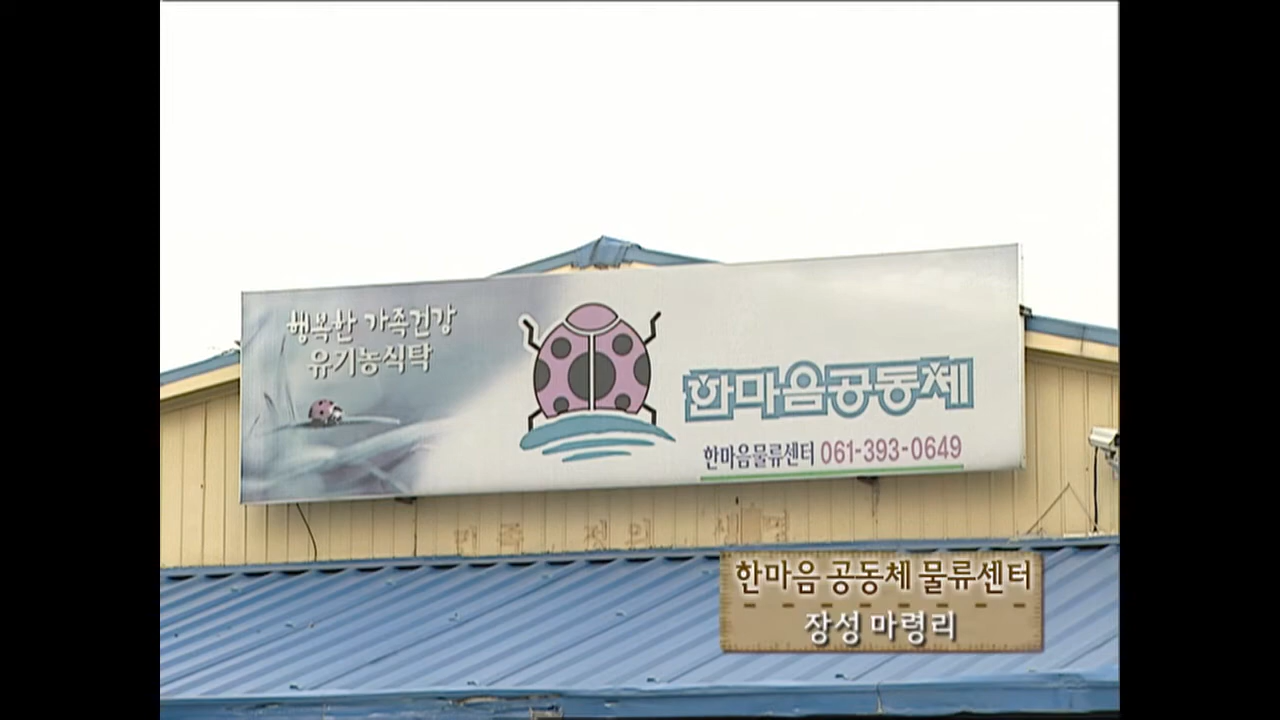 행복한 가족건강
유기농식탁
한마음공동체
한마음물류센터 061-393-0649
한마음 공동체 물류센터
장성 마령리